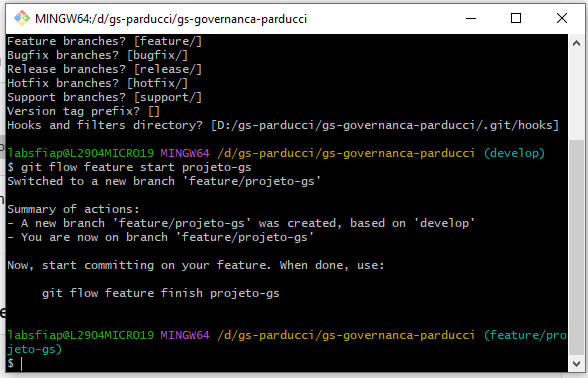 MINGW64:/d/gs-parducci/gs-governanca-parducci
Feature branches? [feature/]
Bugfix branches? [bugfix/]
Release branches? [release/]
Hotfix branches? [hotfix/]
Support branches? [support/]
Version tag prefix? []
Hooks and filters directory? [D:/gs-parducci/gs-governanca-parducci/.git/hooks]
labsfiap@L2904MICRO19 MINGW64 /d/gs-parducci/gs-governanca-parducci (develop)
$ git flow feature start projeto-gs
Switched to a new branch 'feature/projeto-gs'
Summary of actions:
- A new branch 'feature/projeto-gs' was created, based on 'develop'
- You are now on branch 'feature/projeto-gs'
Now, start committing on your feature. When done, use:
git flow feature finish projeto-gs
labsfiap@L2904MICRO19 MINGW64 /d/gs-parducci/gs-governanca-parducci (feature/pro
jeto-gs)
$